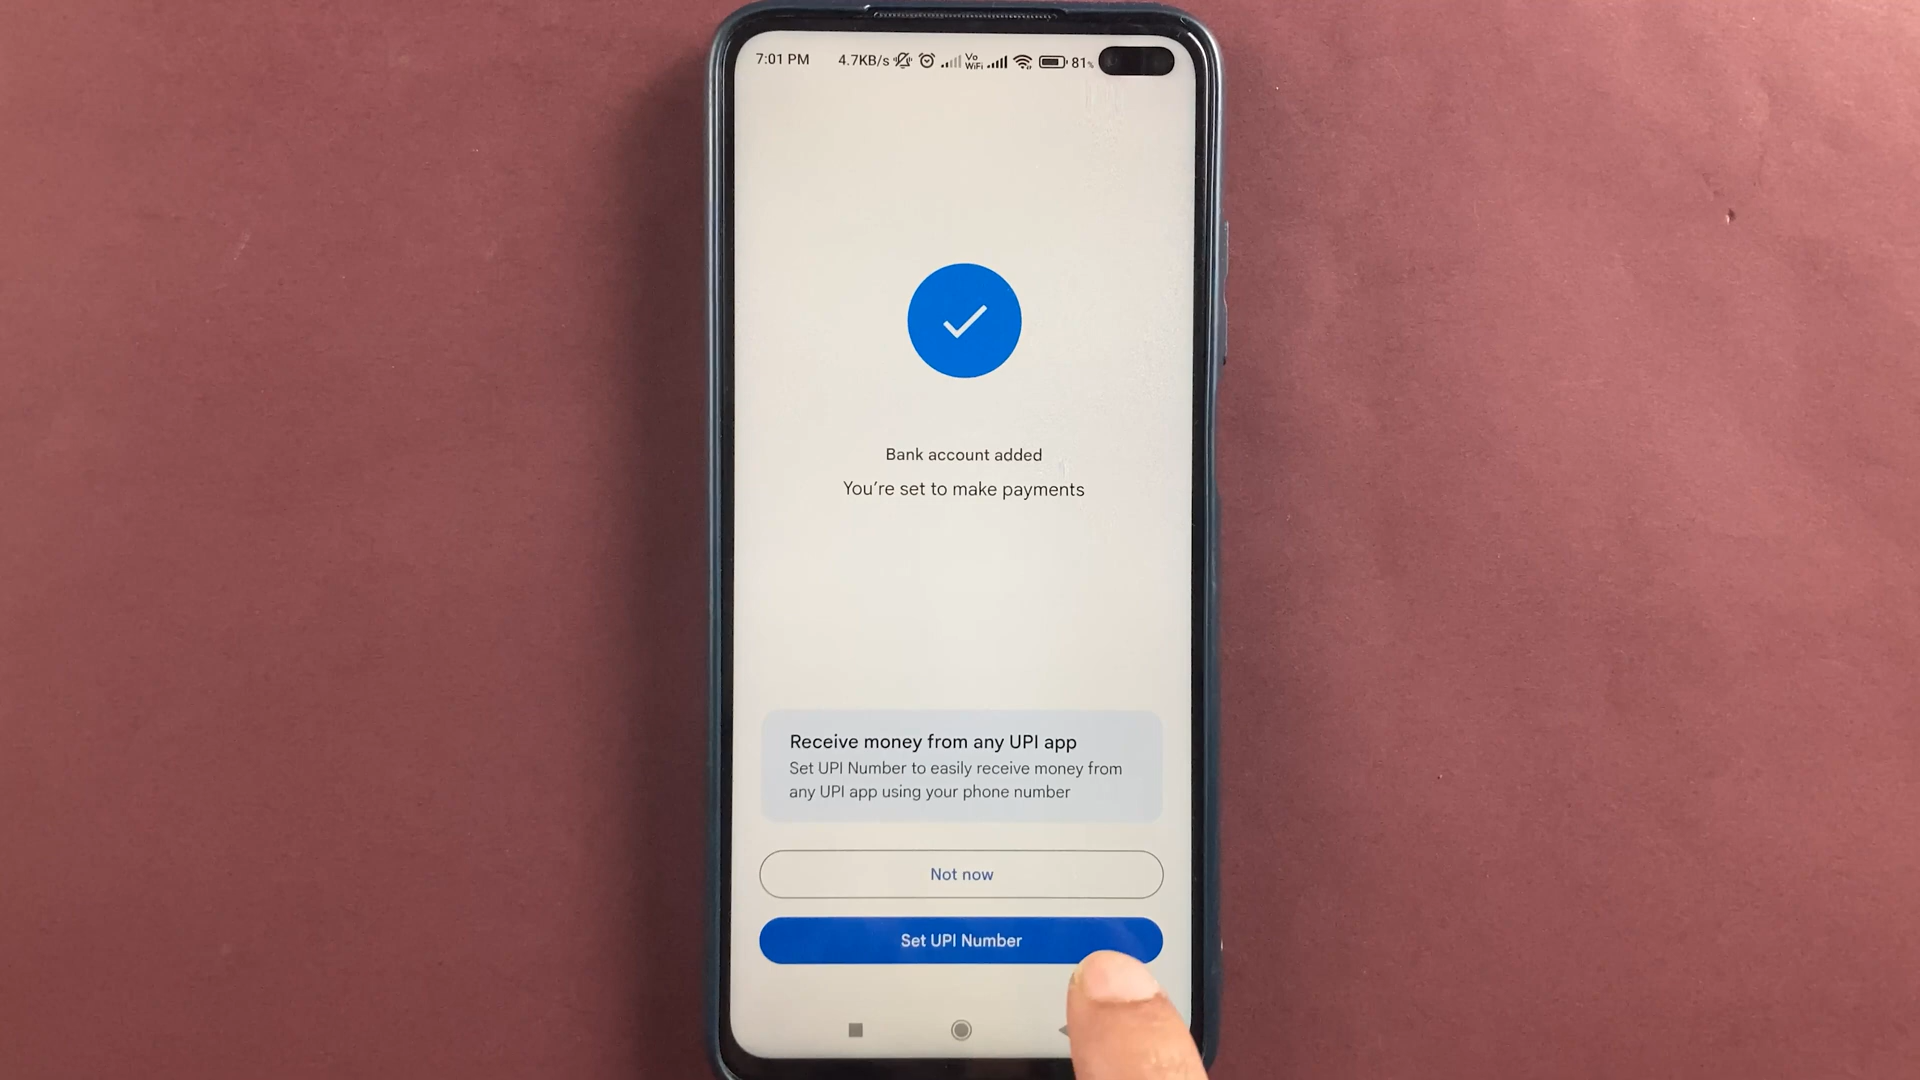 7:01 PM 4.7KB/s Vo WiFi 81%
Bank account added
You're set to make payments
Receive money from any UPI app
Set UPI Number to easily receive money from
any UPI app using your phone number
Not now
Set UPI Number